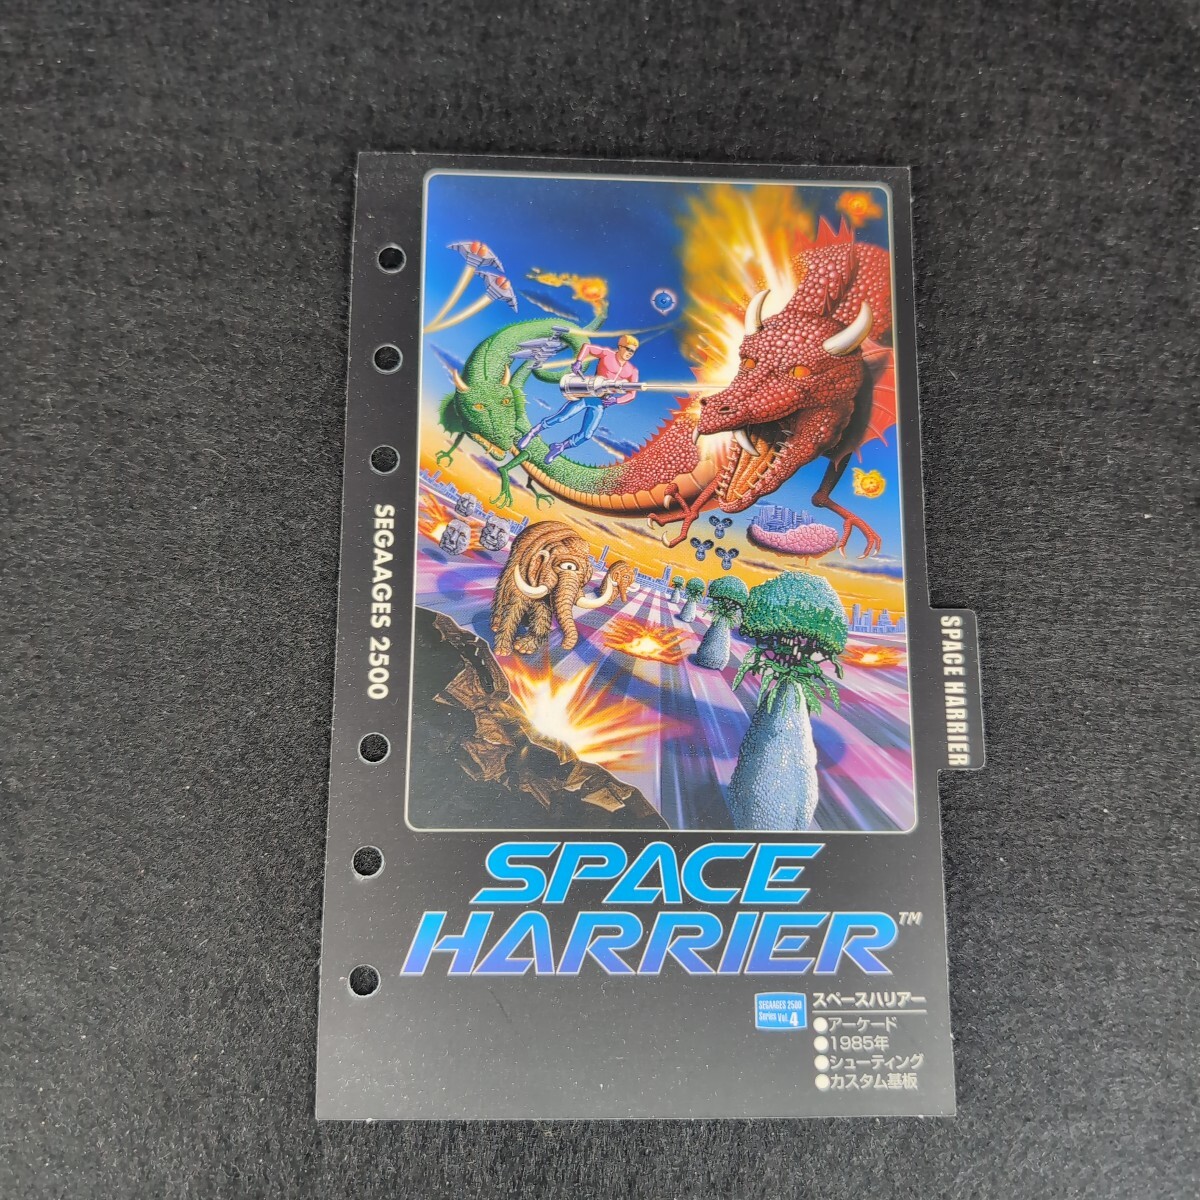 SEGAAGES 2500
SPACE HARRIER
SPACE
HARRIER™
SEGAAGES 2500
Series Vol. 4
スペースハリアー
●アーケード
●1985年
●シューティング
●カスタム基板